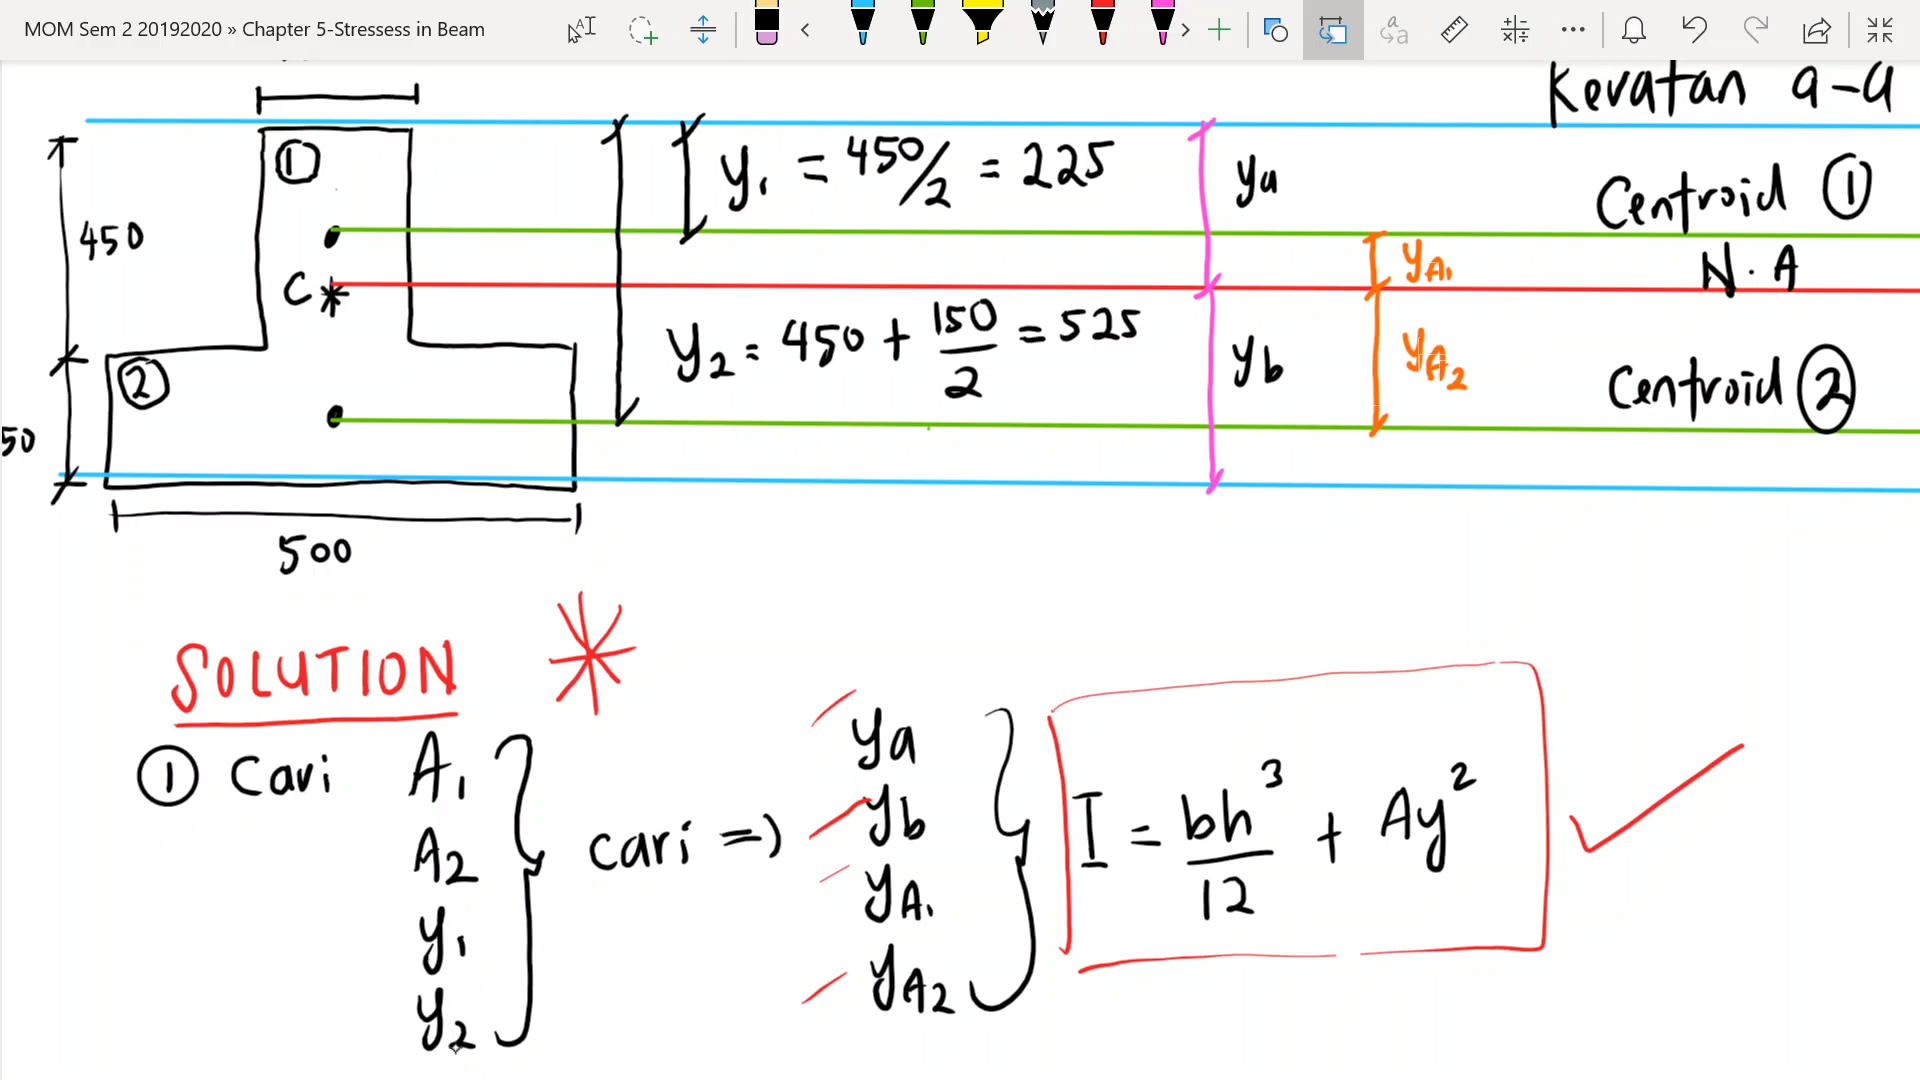 MOM Sem 2 20192020 » Chapter 5-Stressess in Beam
Keratan a-a
①
y₁ = 450/2 = 225
ya
Centroid ①
450
yA₁
N.A
C
y₂ = 450 + 150/2 = 525
yb
yA₂
②
Centroid ②
50
500
SOLUTION
① Cari A₁
A₂
y₁
y₂
cari =>
ya
yb
yA₁
yA₂
I = bh³/12 + Ay²